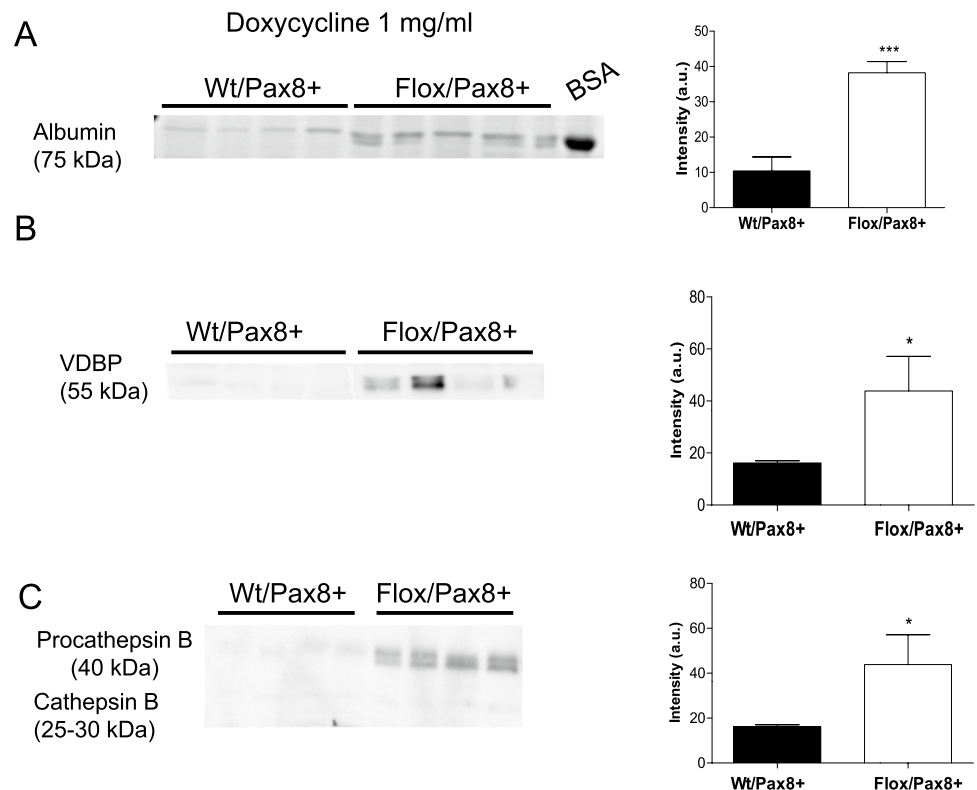 A
Doxycycline 1 mg/ml
Wt/Pax8+ Flox/Pax8+ BSA
Albumin
(75 kDa)
50
40
30
20
10
0
Intensity (a.u.)
***
Wt/Pax8+ Flox/Pax8+
B
Wt/Pax8+ Flox/Pax8+
VDBP
(55 kDa)
80
60
40
20
0
Intensity (a.u.)
*
Wt/Pax8+ Flox/Pax8+
C
Wt/Pax8+ Flox/Pax8+
Procathepsin B
(40 kDa)
Cathepsin B
(25-30 kDa)
80
60
40
20
0
Intensity (a.u.)
*
Wt/Pax8+ Flox/Pax8+